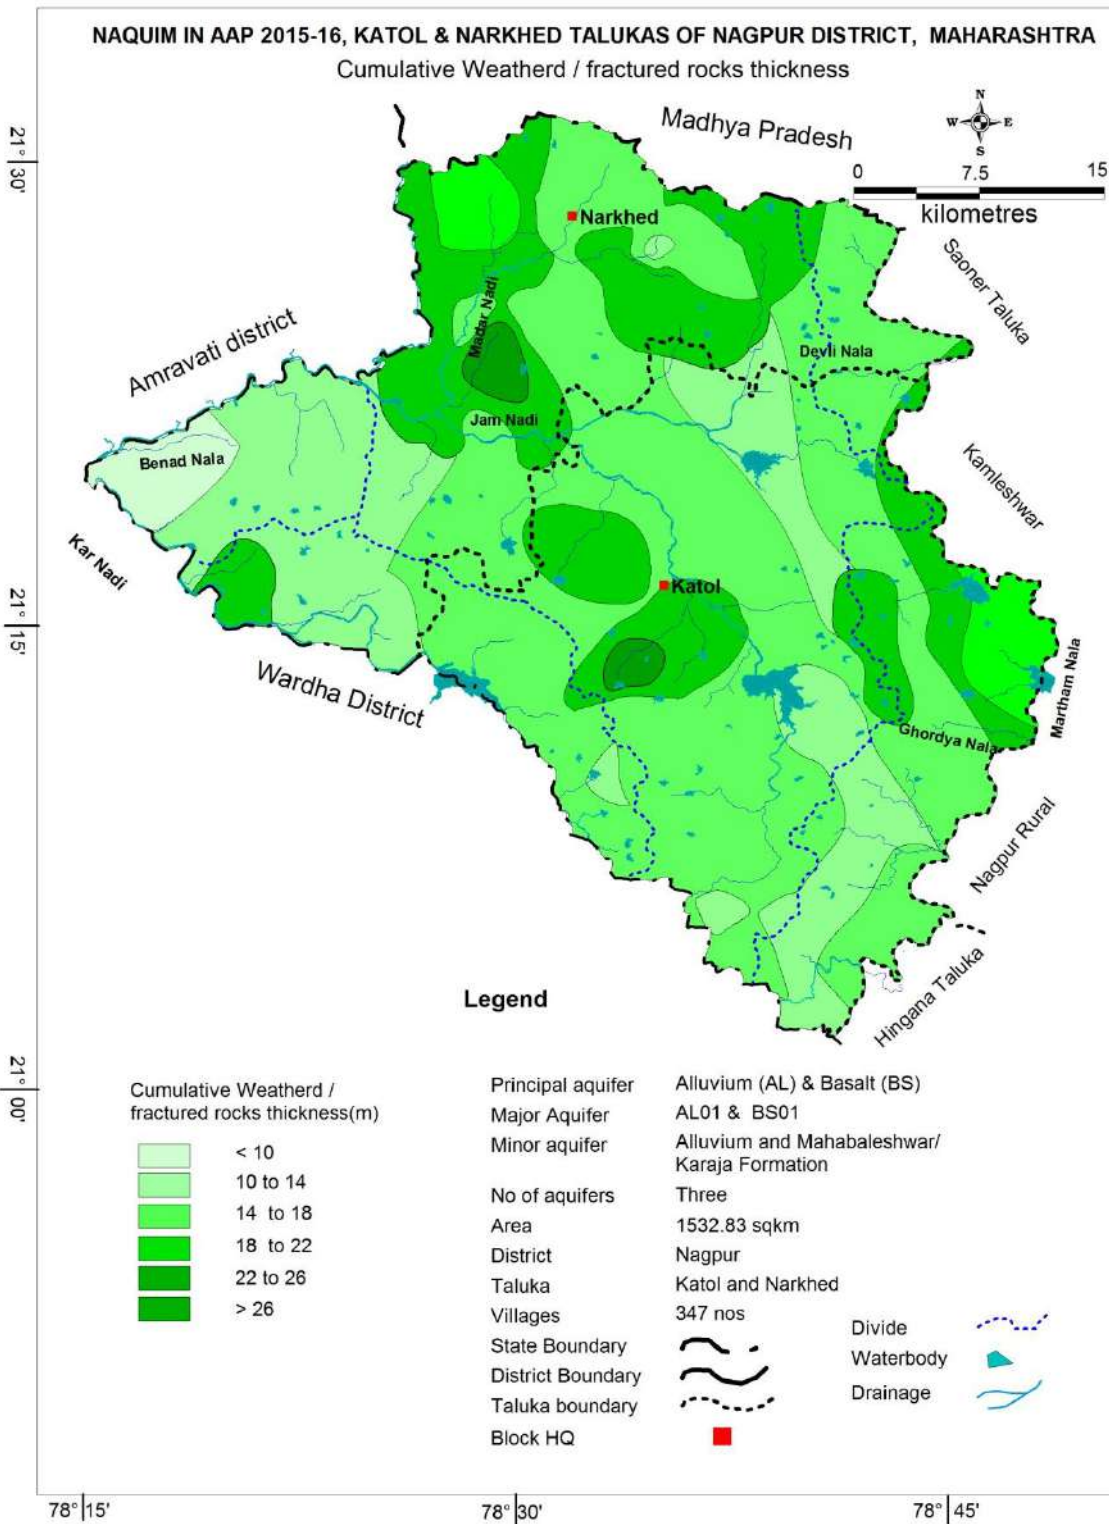 NAQUIM IN AAP 2015-16, KATOL & NARKHED TALUKAS OF NAGPUR DISTRICT, MAHARASHTRA
Cumulative Weatherd / fractured rocks thickness
Madhya Pradesh
N
W E
S
0 7.5 15
kilometres
21° 30'
Narkhed
Saoner Taluka
Madar Nadi
Amravati district
Devli Nala
Jam Nadi
Benad Nala
Kamleshwar
Kar Nadi
Katol
21° 15'
Wardha District
Martham Nala
Ghordya Nala
Nagpur Rural
Hingana Taluka
Legend
21° 00'
Cumulative Weatherd /
fractured rocks thickness(m)
< 10
10 to 14
14 to 18
18 to 22
22 to 26
> 26
Principal aquifer Alluvium (AL) & Basalt (BS)
Major Aquifer AL01 & BS01
Minor aquifer Alluvium and Mahabaleshwar/
Karaja Formation
No of aquifers Three
Area 1532.83 sqkm
District Nagpur
Taluka Katol and Narkhed
Villages 347 nos
State Boundary
District Boundary
Taluka boundary
Block HQ
Divide
Waterbody
Drainage
78° 15' 78° 30' 78° 45'